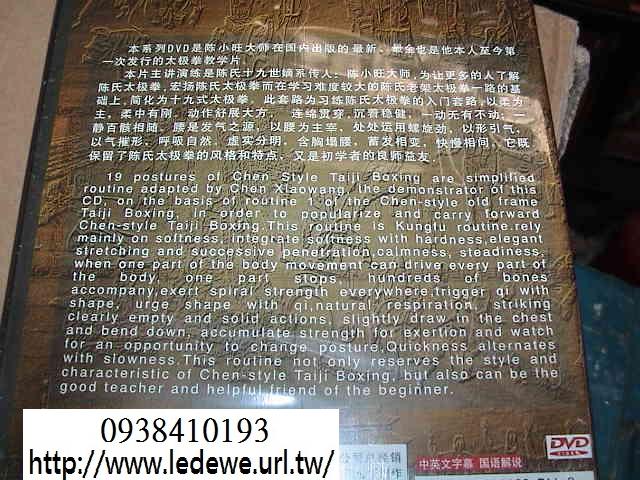 本系列DVD是陈小旺大师在国内出版的最新、最全也是他本人至今第
一次发行的太极拳教学片。
本片主讲演练是陈氏十九世嫡系传人：陈小旺大师，为让更多的人了解
陈氏太极拳，宏扬陈氏太极拳而在学习难度较大的陈氏老架太极拳一路的基
础上，简化为十九式太极拳。此套路为习练陈氏太极拳的入门套路，以柔为
主，柔中有刚，动作舒展大方，连绵贯穿，沉着稳健，一动无有不动，一
静百骸相随，腰是发气之源，以腰为主宰，处处运用螺旋劲，以形引气，
以气摧形，呼吸自然，虚实分明，含胸塌腰，蓄发相变，快慢相间，它既
保留了陈氏太极拳的风格和特点，又是初学者的良师益友。
19 postures of Chen Style Taiji Boxing are simplified
routine adapted by Chen Xiaowang, the demonstrator of this
CD, on the basis of routine 1 of the Chen-style old frame
Taiji Boxing, in order to popularize and carry forward
Chen-style Taiji Boxing.This routine is Kungfu routine.rely
mainly on softness, integrate softness with hardness,elegant
stretching and successive penetration,calmness, steadiness.
when one part of the body movement can drive every part of
the body, one part stops, hundreds of bones
accompany,exert spiral strength everywhere,trigger qi with
shape, urge shape with qi,natural respiration, striking
clearly empty and solid actions, slightly draw in the chest
and bend down, accumulate strength for exertion and watch
for an opportunity to change posture.Quickness alternates
with slowness.This routine not only reserves the style and
characteristic of Chen-style Taiji Boxing, but also can be the
good teacher and helpful friend of the beginner.
0938410193
http://www.ledewe.url.tw/
DVD
VIDEO
中英文字幕 国语解说